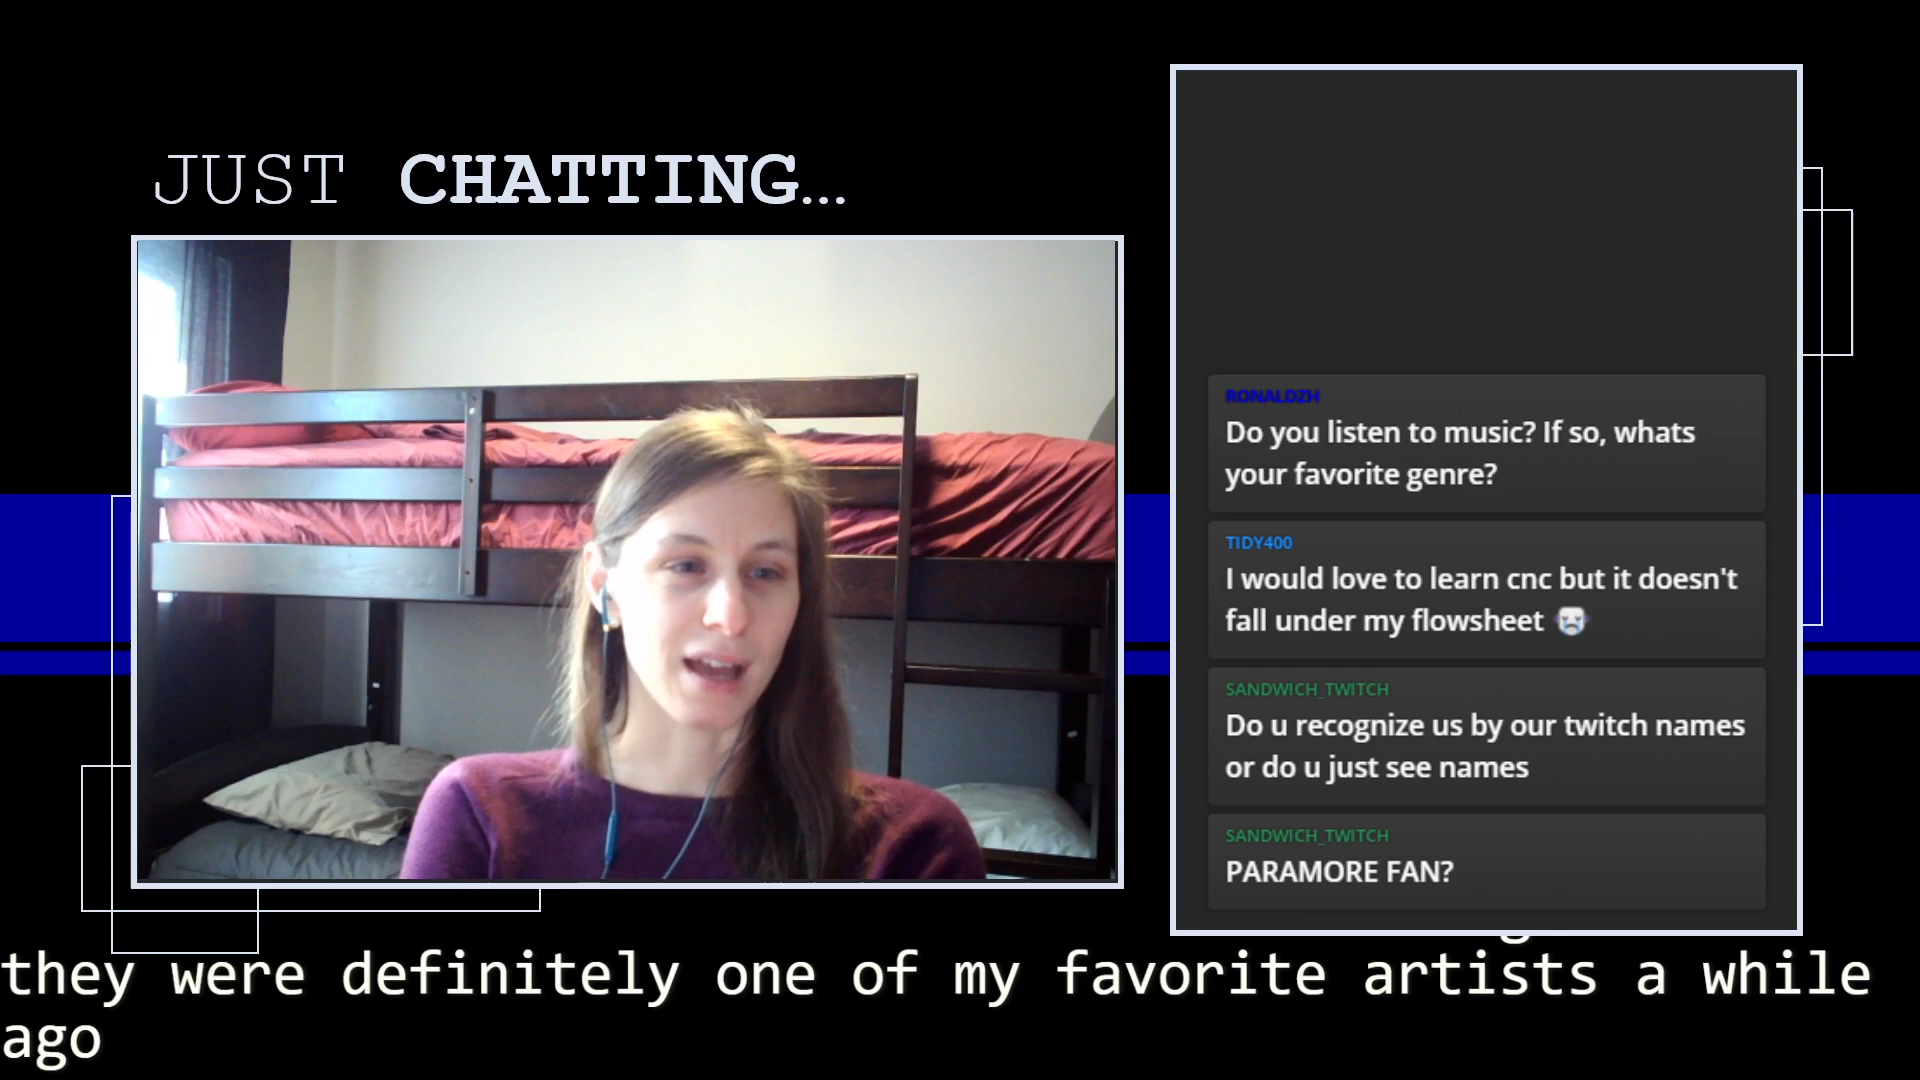 JUST CHATTING...
RONALDZH
Do you listen to music? If so, whats
your favorite genre?
TIDY400
I would love to learn cnc but it doesn't
fall under my flowsheet
SANDWICH_TWITCH
Do u recognize us by our twitch names
or do u just see names
SANDWICH_TWITCH
PARAMORE FAN?
they were definitely one of my favorite artists a while
ago